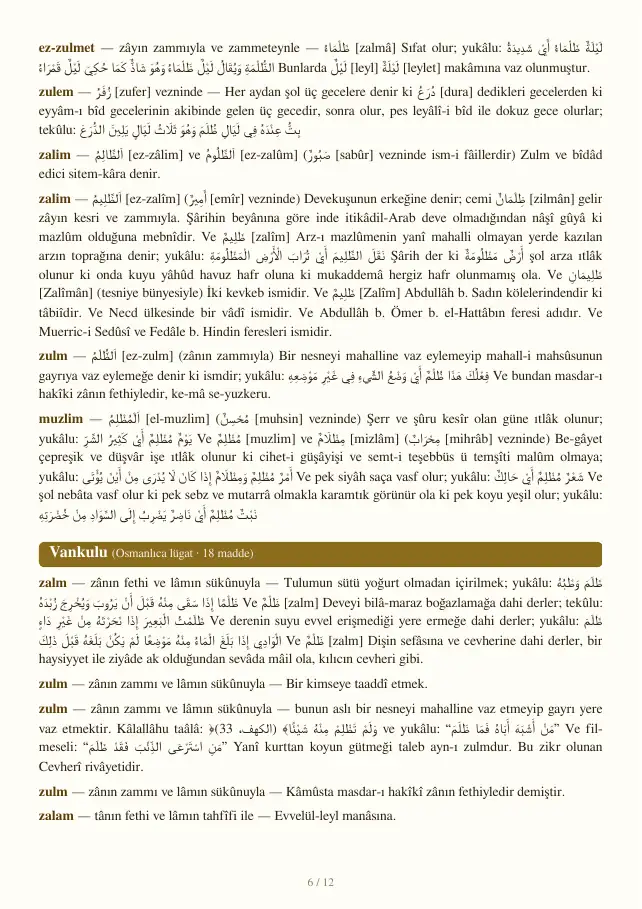 ez-zulmet — zâyın zammıyla ve zammeteynle — ظَلْمَاءُ [zalmâ] Sıfat olur; yukâlu: لَيْلَةٌ ظَلْمَاءُ أَيْ شَدِيدَةُ
الظُّلْمَةِ وَيُقَالُ لَيْلٌ ظَلْمَاءُ وَهُوَ شَاذٌّ كَمَا حُكِيَ لَيْلٌ قَمْرَاءُ Bunlarda لَيْلٌ [leyl] لَيْلَةٌ [leylet] makâmına vaz olunmuştur.
zulem — زُفَرُ [zufer] vezninde — Her aydan şol üç gecelere denir ki دُرَعُ [dura] dedikleri gecelerden ki
eyyâm-ı bîd gecelerinin akibinde gelen üç gecedir, sonra olur, pes leyâlî-i bîd ile dokuz gece olurlar;
tekûlu: بِتُّ عِنْدَهُ فِي لَيَالٍ ظُلَمٍ وَهُوَ ثَلَاثُ لَيَالٍ يَلِينَ الدُّرَعَ
zalim — اَلظَّالِمُ [ez-zâlim] ve اَلظَّلُومُ [ez-zalûm] (صَبُورٌ [sabûr] vezninde ism-i fâillerdir) Zulm ve bîdâd
edici sitem-kâra denir.
zalim — اَلظَّلِيمُ [ez-zalîm] (أَمِيرٌ [emîr] vezninde) Devekuşunun erkeğine denir; cemi ظِلْمَانٌ [zilmân] gelir
zâyın kesri ve zammıyla. Şârihin beyânına göre inde itikâdil-Arab deve olmadığından nâşî gûyâ ki
mazlûm olduğuna mebnîdir. Ve ظَلِيمٌ [zalîm] Arz-ı mazlûmenin yanî mahalli olmayan yerde kazılan
arzın toprağına denir; yukâlu: نَقَلَ الظَّلِيمَ أَيْ تُرَابَ الْأَرْضِ الْمَظْلُومَةِ Şârih der ki أَرْضٌ مَظْلُومَةٌ şol arza ıtlâk
olunur ki onda kuyu yâhûd havuz hafr oluna ki mukaddemâ hergiz hafr olunmamış ola. Ve ظَلِيمَانِ
[Zalîmân] (tesniye bünyesiyle) İki kevkeb ismidir. Ve ظَلِيمٌ [Zalîm] Abdullâh b. Sadın kölelerindendir ki
tâbiîdir. Ve Necd ülkesinde bir vâdî ismidir. Ve Abdullâh b. Ömer b. el-Hattâbın feresi adıdır. Ve
Muerric-i Sedûsî ve Fedâle b. Hindin feresleri ismidir.
zulm — اَلظُّلْمُ [ez-zulm] (zânın zammıyla) Bir nesneyi mahalline vaz eylemeyip mahall-i mahsûsunun
gayrıya vaz eylemeğe denir ki ismdir; yukâlu: فِعْلُكَ هَذَا ظُلْمٌ أَيْ وَضْعُ الشَّيْءِ فِي غَيْرِ مَوْضِعِهِ Ve bundan masdar-ı
hakîki zânın fethiyledir, ke-mâ se-yuzkeru.
muzlim — اَلْمُظْلِمُ [el-muzlim] (مُحْسِنٌ [muhsin] vezninde) Şerr ve şûru kesîr olan güne ıtlâk olunur;
yukâlu: يَوْمٌ مُظْلِمٌ أَيْ كَثِيرُ الشَّرِّ Ve مُظْلِمٌ [muzlim] ve مِظْلَامٌ [mizlâm] (مِحْرَابٌ [mihrâb] vezninde) Be-gâyet
çepreşik ve düşvâr işe ıtlâk olunur ki cihet-i güşâyişi ve semt-i teşebbüs ü temşîti malûm olmaya;
yukâlu: أَمْرٌ مُظْلِمٌ وَمِظْلَامٌ إِذَا كَانَ لَا يُدْرَى مِنْ أَيْنَ يُؤْتَى Ve pek siyâh saça vasf olur; yukâlu: شَعْرٌ مُظْلِمٌ أَيْ حَالِكٌ Ve
şol nebâta vasf olur ki pek sebz ve mutarrâ olmakla karamtık görünür ola ki pek koyu yeşil olur; yukâlu:
نَبْتٌ مُظْلِمٌ أَيْ نَاضِرٌ يَضْرِبُ إِلَى السَّوَادِ مِنْ خُضْرَتِهِ
Vankulu (Osmanlıca lügat · 18 madde)
zalm — zânın fethi ve lâmın sükûnuyla — Tulumun sütü yoğurt olmadan içirilmek; yukâlu: ظَلَمَ وَطْبَهُ
ظَلْمًا إِذَا سَقَى مِنْهُ قَبْلَ أَنْ يَرُوبَ وَيُخْرِجَ زُبْدَهُ Ve ظَلْمٌ [zalm] Deveyi bilâ-maraz boğazlamağa dahi derler; tekûlu:
ظَلَمْتُ الْبَعِيرَ إِذَا نَحَرْتَهُ مِنْ غَيْرِ دَاءٍ Ve derenin suyu evvel erişmediği yere ermeğe dahi derler; yukâlu: ظَلَمَ
الْوَادِي إِذَا بَلَغَ الْمَاءُ مِنْهُ مَوْضِعًا لَمْ يَكُنْ بَلَغَهُ قَبْلَ ذَلِكَ Ve ظَلْمٌ [zalm] Dişin sefâsına ve cevherine dahi derler, bir
haysiyyet ile ziyâde ak olduğundan sevâda mâil ola, kılıcın cevheri gibi.
zulm — zânın zammı ve lâmın sükûnuyla — Bir kimseye taaddî etmek.
zulm — zânın zammı ve lâmın sükûnuyla — bunun aslı bir nesneyi mahalline vaz etmeyip gayrı yere
vaz etmektir. Kâlallâhu taâlâ: ﴿وَلَمْ تَظْلِمْ مِنْهُ شَيْئًا﴾ (الكهف، 33) ve yukâlu: “مَنْ أَشْبَهَ أَبَاهُ فَمَا ظَلَمَ” Ve fil-
meseli: “مَنِ اسْتَرْعَى الذِّئْبَ فَقَدْ ظَلَمَ” Yanî kurttan koyun gütmeği taleb ayn-ı zulmdur. Bu zikr olunan
Cevherî rivâyetidir.
zulm — zânın zammı ve lâmın sükûnuyla — Kâmûsta masdar-ı hakîkî zânın fethiyledir demiştir.
zalam — tânın fethi ve lâmın tahfîfi ile — Evvelül-leyl manâsına.
6 / 12